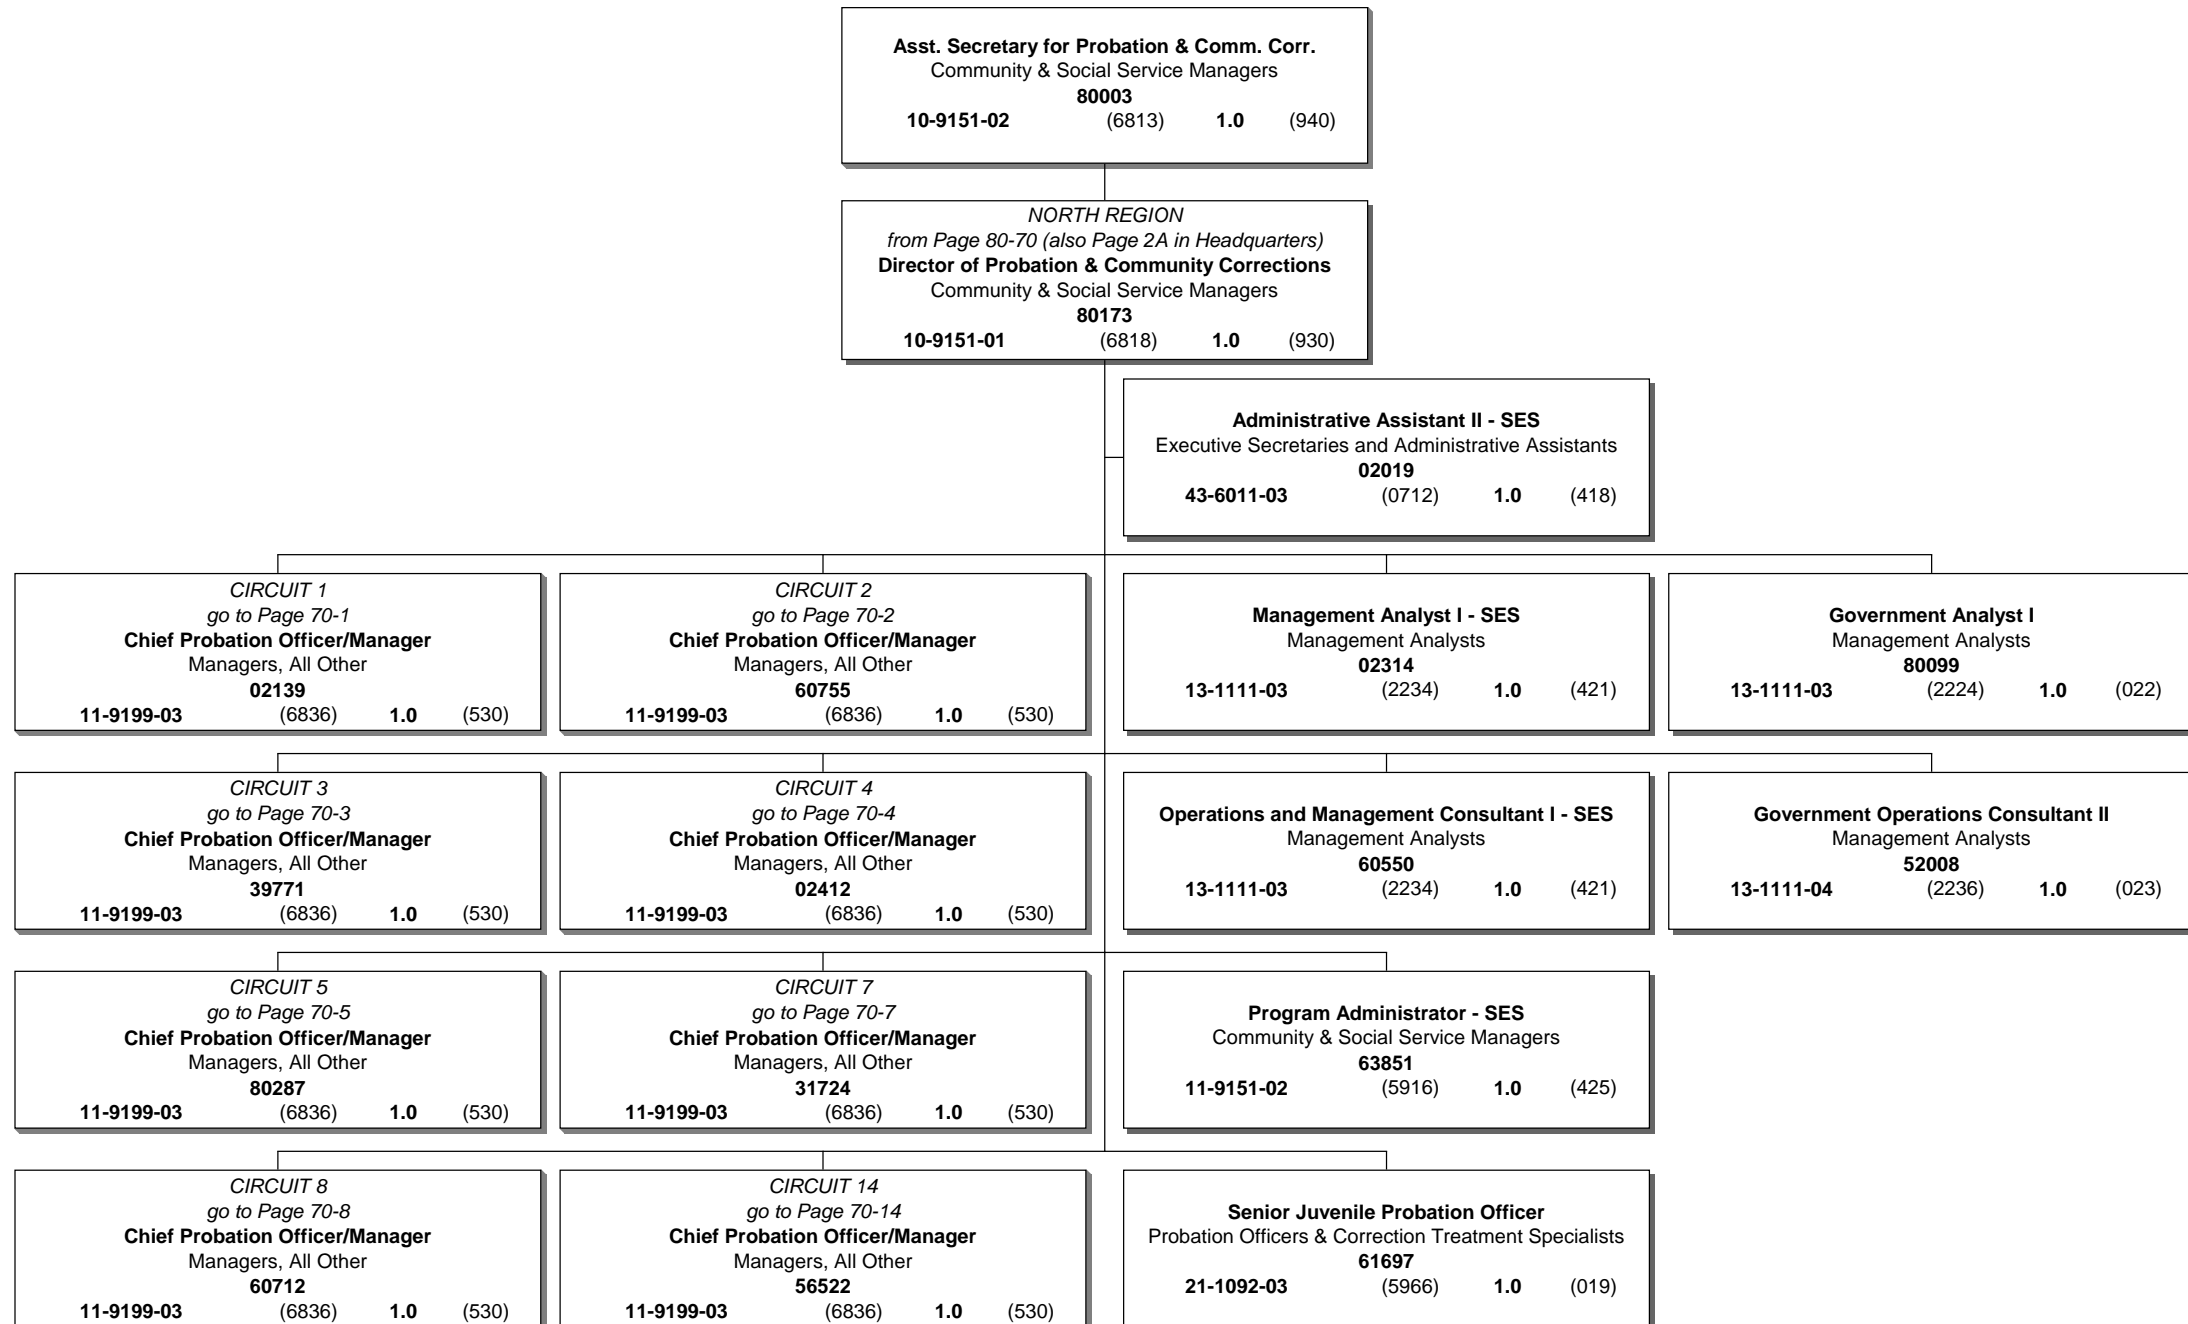 Asst. Secretary for Probation & Comm. Corr.
Community & Social Service Managers
80003
10-9151-02 (6813) 1.0 (940)
NORTH REGION
from Page 80-70 (also Page 2A in Headquarters)
Director of Probation & Community Corrections
Community & Social Service Managers
80173
10-9151-01 (6818) 1.0 (930)
Administrative Assistant II - SES
Executive Secretaries and Administrative Assistants
02019
43-6011-03 (0712) 1.0 (418)
CIRCUIT 1
go to Page 70-1
Chief Probation Officer/Manager
Managers, All Other
02139
11-9199-03 (6836) 1.0 (530)
CIRCUIT 2
go to Page 70-2
Chief Probation Officer/Manager
Managers, All Other
60755
11-9199-03 (6836) 1.0 (530)
Management Analyst I - SES
Management Analysts
02314
13-1111-03 (2234) 1.0 (421)
Government Analyst I
Management Analysts
80099
13-1111-03 (2224) 1.0 (022)
CIRCUIT 3
go to Page 70-3
Chief Probation Officer/Manager
Managers, All Other
39771
11-9199-03 (6836) 1.0 (530)
CIRCUIT 4
go to Page 70-4
Chief Probation Officer/Manager
Managers, All Other
02412
11-9199-03 (6836) 1.0 (530)
Operations and Management Consultant I - SES
Management Analysts
60550
13-1111-03 (2234) 1.0 (421)
Government Operations Consultant II
Management Analysts
52008
13-1111-04 (2236) 1.0 (023)
CIRCUIT 5
go to Page 70-5
Chief Probation Officer/Manager
Managers, All Other
80287
11-9199-03 (6836) 1.0 (530)
CIRCUIT 7
go to Page 70-7
Chief Probation Officer/Manager
Managers, All Other
31724
11-9199-03 (6836) 1.0 (530)
Program Administrator - SES
Community & Social Service Managers
63851
11-9151-02 (5916) 1.0 (425)
CIRCUIT 8
go to Page 70-8
Chief Probation Officer/Manager
Managers, All Other
60712
11-9199-03 (6836) 1.0 (530)
CIRCUIT 14
go to Page 70-14
Chief Probation Officer/Manager
Managers, All Other
56522
11-9199-03 (6836) 1.0 (530)
Senior Juvenile Probation Officer
Probation Officers & Correction Treatment Specialists
61697
21-1092-03 (5966) 1.0 (019)